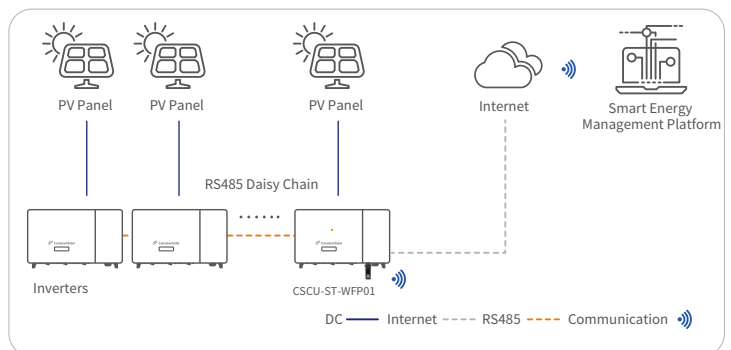 PV Panel
PV Panel
PV Panel
Internet
Smart Energy
Management Platform
RS485 Daisy Chain
Inverters
CSCU-ST-WFP01
DC
Internet
RS485
Communication